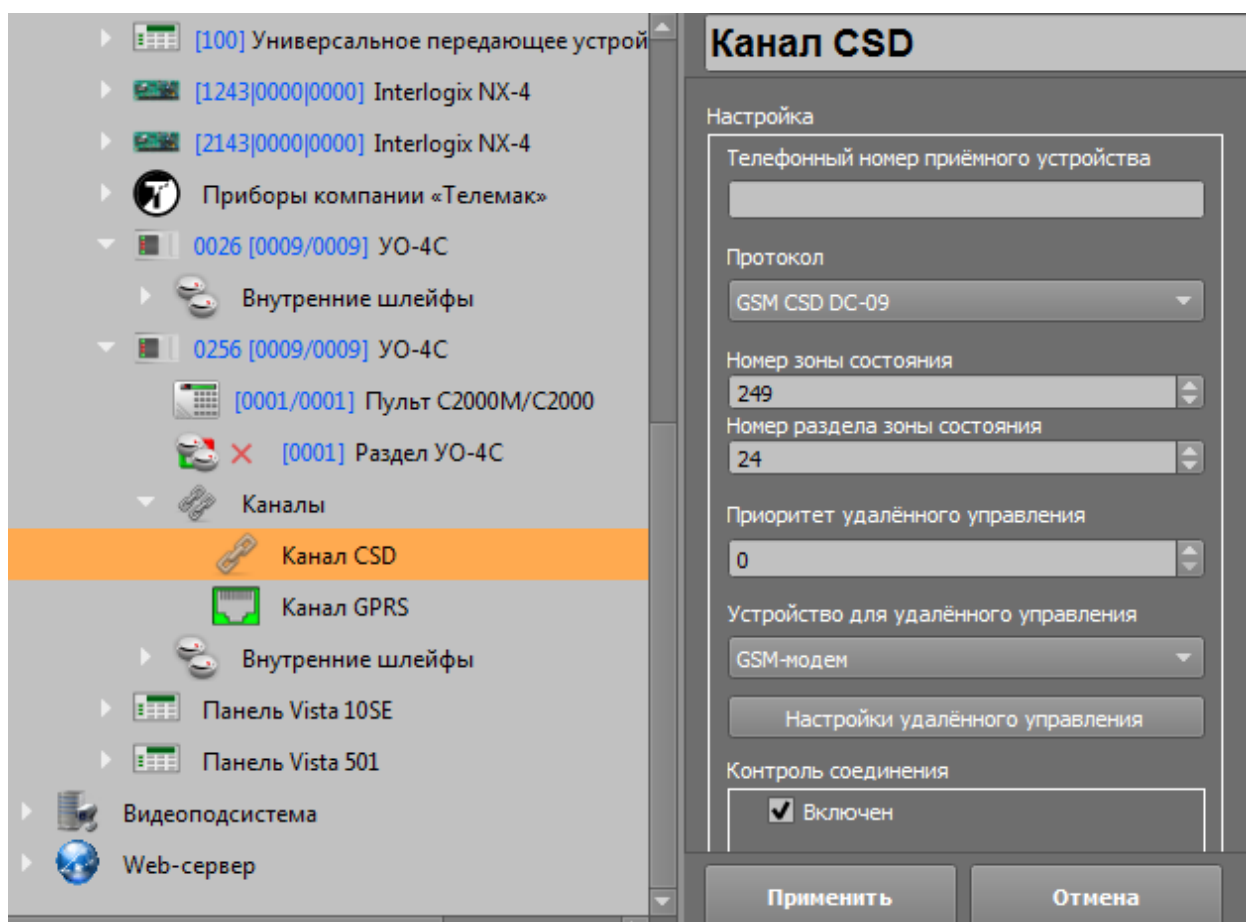 [100] Универсальное передающее устрой
[1243|0000|0000] Interlogix NX-4
[2143|0000|0000] Interlogix NX-4
Приборы компании «Телемак»
0026 [0009/0009] УО-4С
Внутренние шлейфы
0256 [0009/0009] УО-4С
[0001/0001] Пульт С2000М/С2000
[0001] Раздел УО-4С
Каналы
Канал CSD
Канал GPRS
Внутренние шлейфы
Панель Vista 10SE
Панель Vista 501
Видеоподсистема
Web-сервер
Канал CSD
Настройка
Телефонный номер приёмного устройства
Протокол
GSM CSD DC-09
Номер зоны состояния
249
Номер раздела зоны состояния
24
Приоритет удалённого управления
0
Устройство для удалённого управления
GSM-модем
Настройки удалённого управления
Контроль соединения
Включен
Применить
Отмена